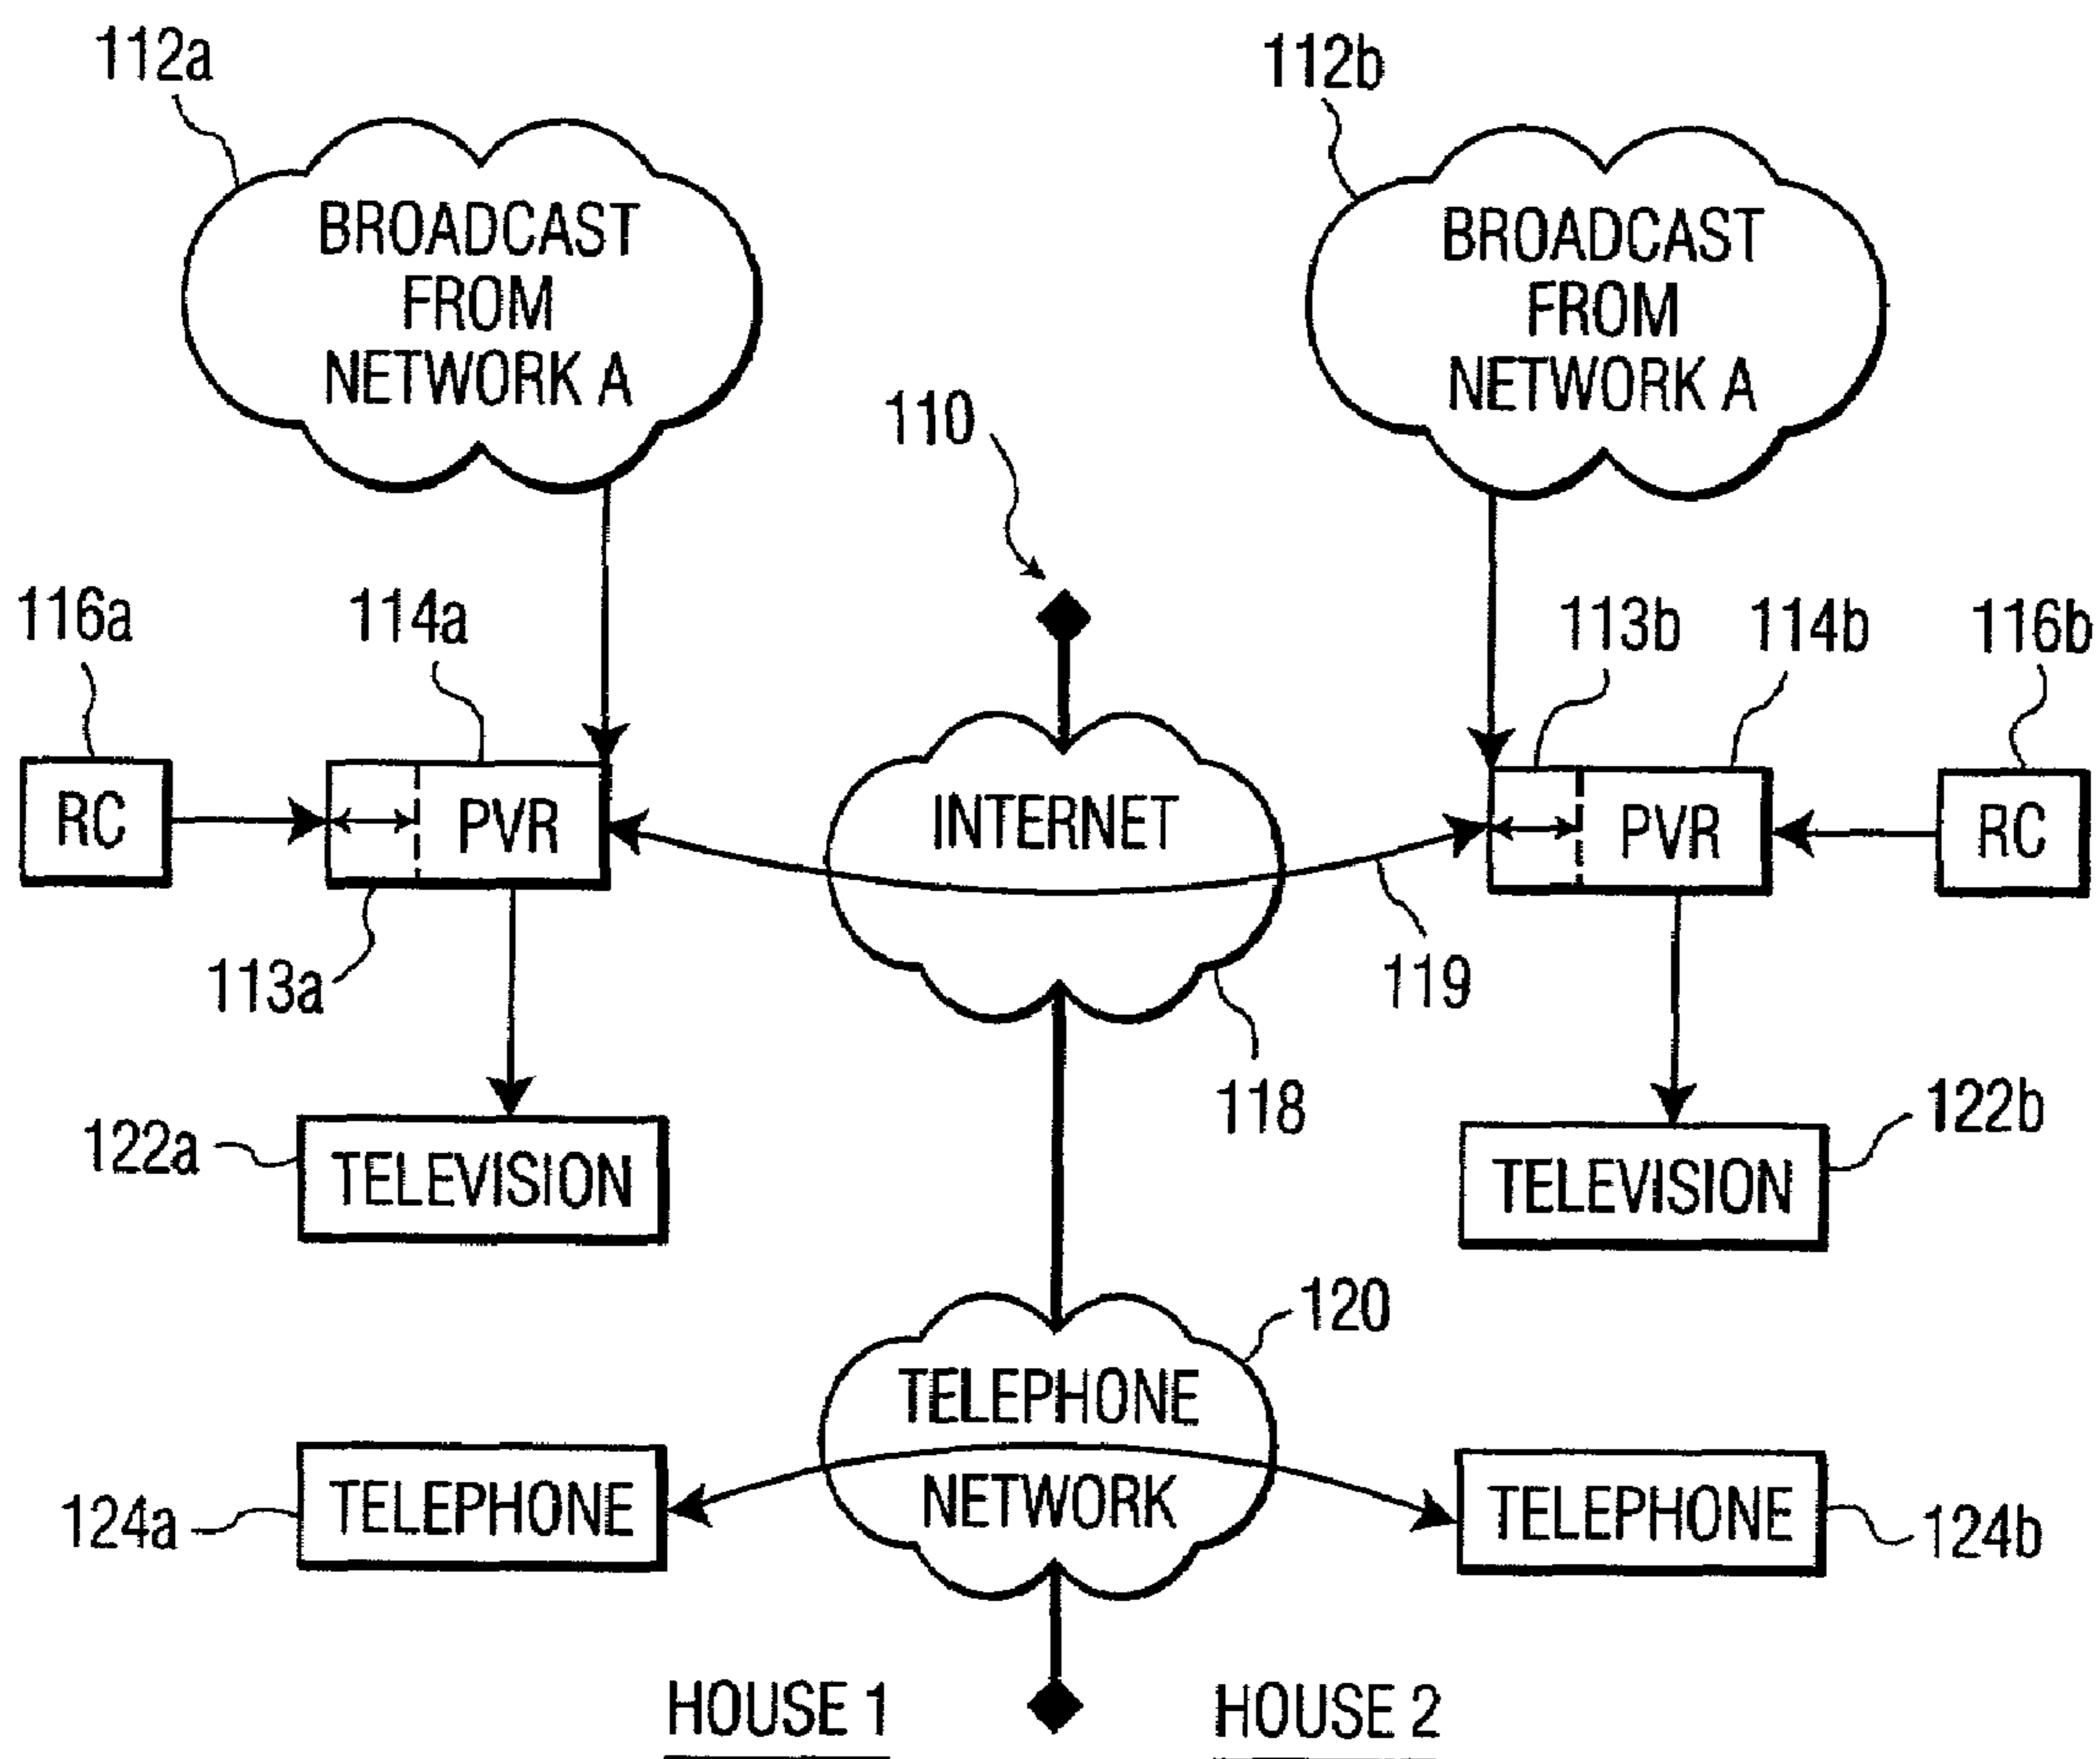 112a
112b
BROADCAST
FROM
NETWORK A
BROADCAST
FROM
NETWORK A
110
116a
114a
113b
114b
116b
RC
PVR
INTERNET
PVR
RC
113a
119
118
122a
TELEVISION
122b
TELEVISION
120
TELEPHONE
NETWORK
124a
TELEPHONE
TELEPHONE
124b
HOUSE 1
HOUSE 2